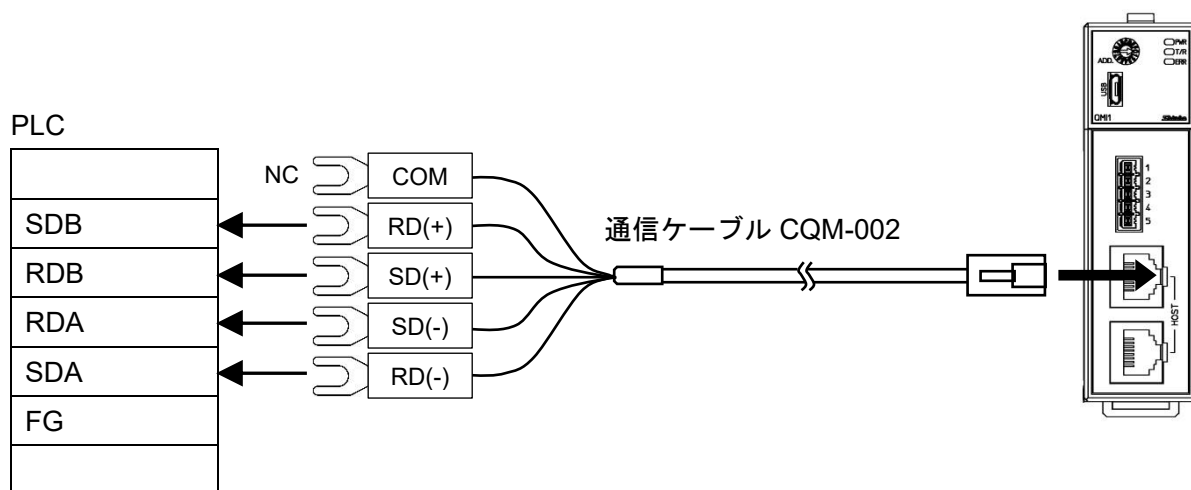 PLC
SDB
RDB
RDA
SDA
FG
NC
COM
RD(+)
SD(+)
SD(-)
RD(-)
通信ケーブル CQM-002
ADD.
PWR
T/R
ERR
USB
QMI1
Shinko
1
2
3
4
5
HOST